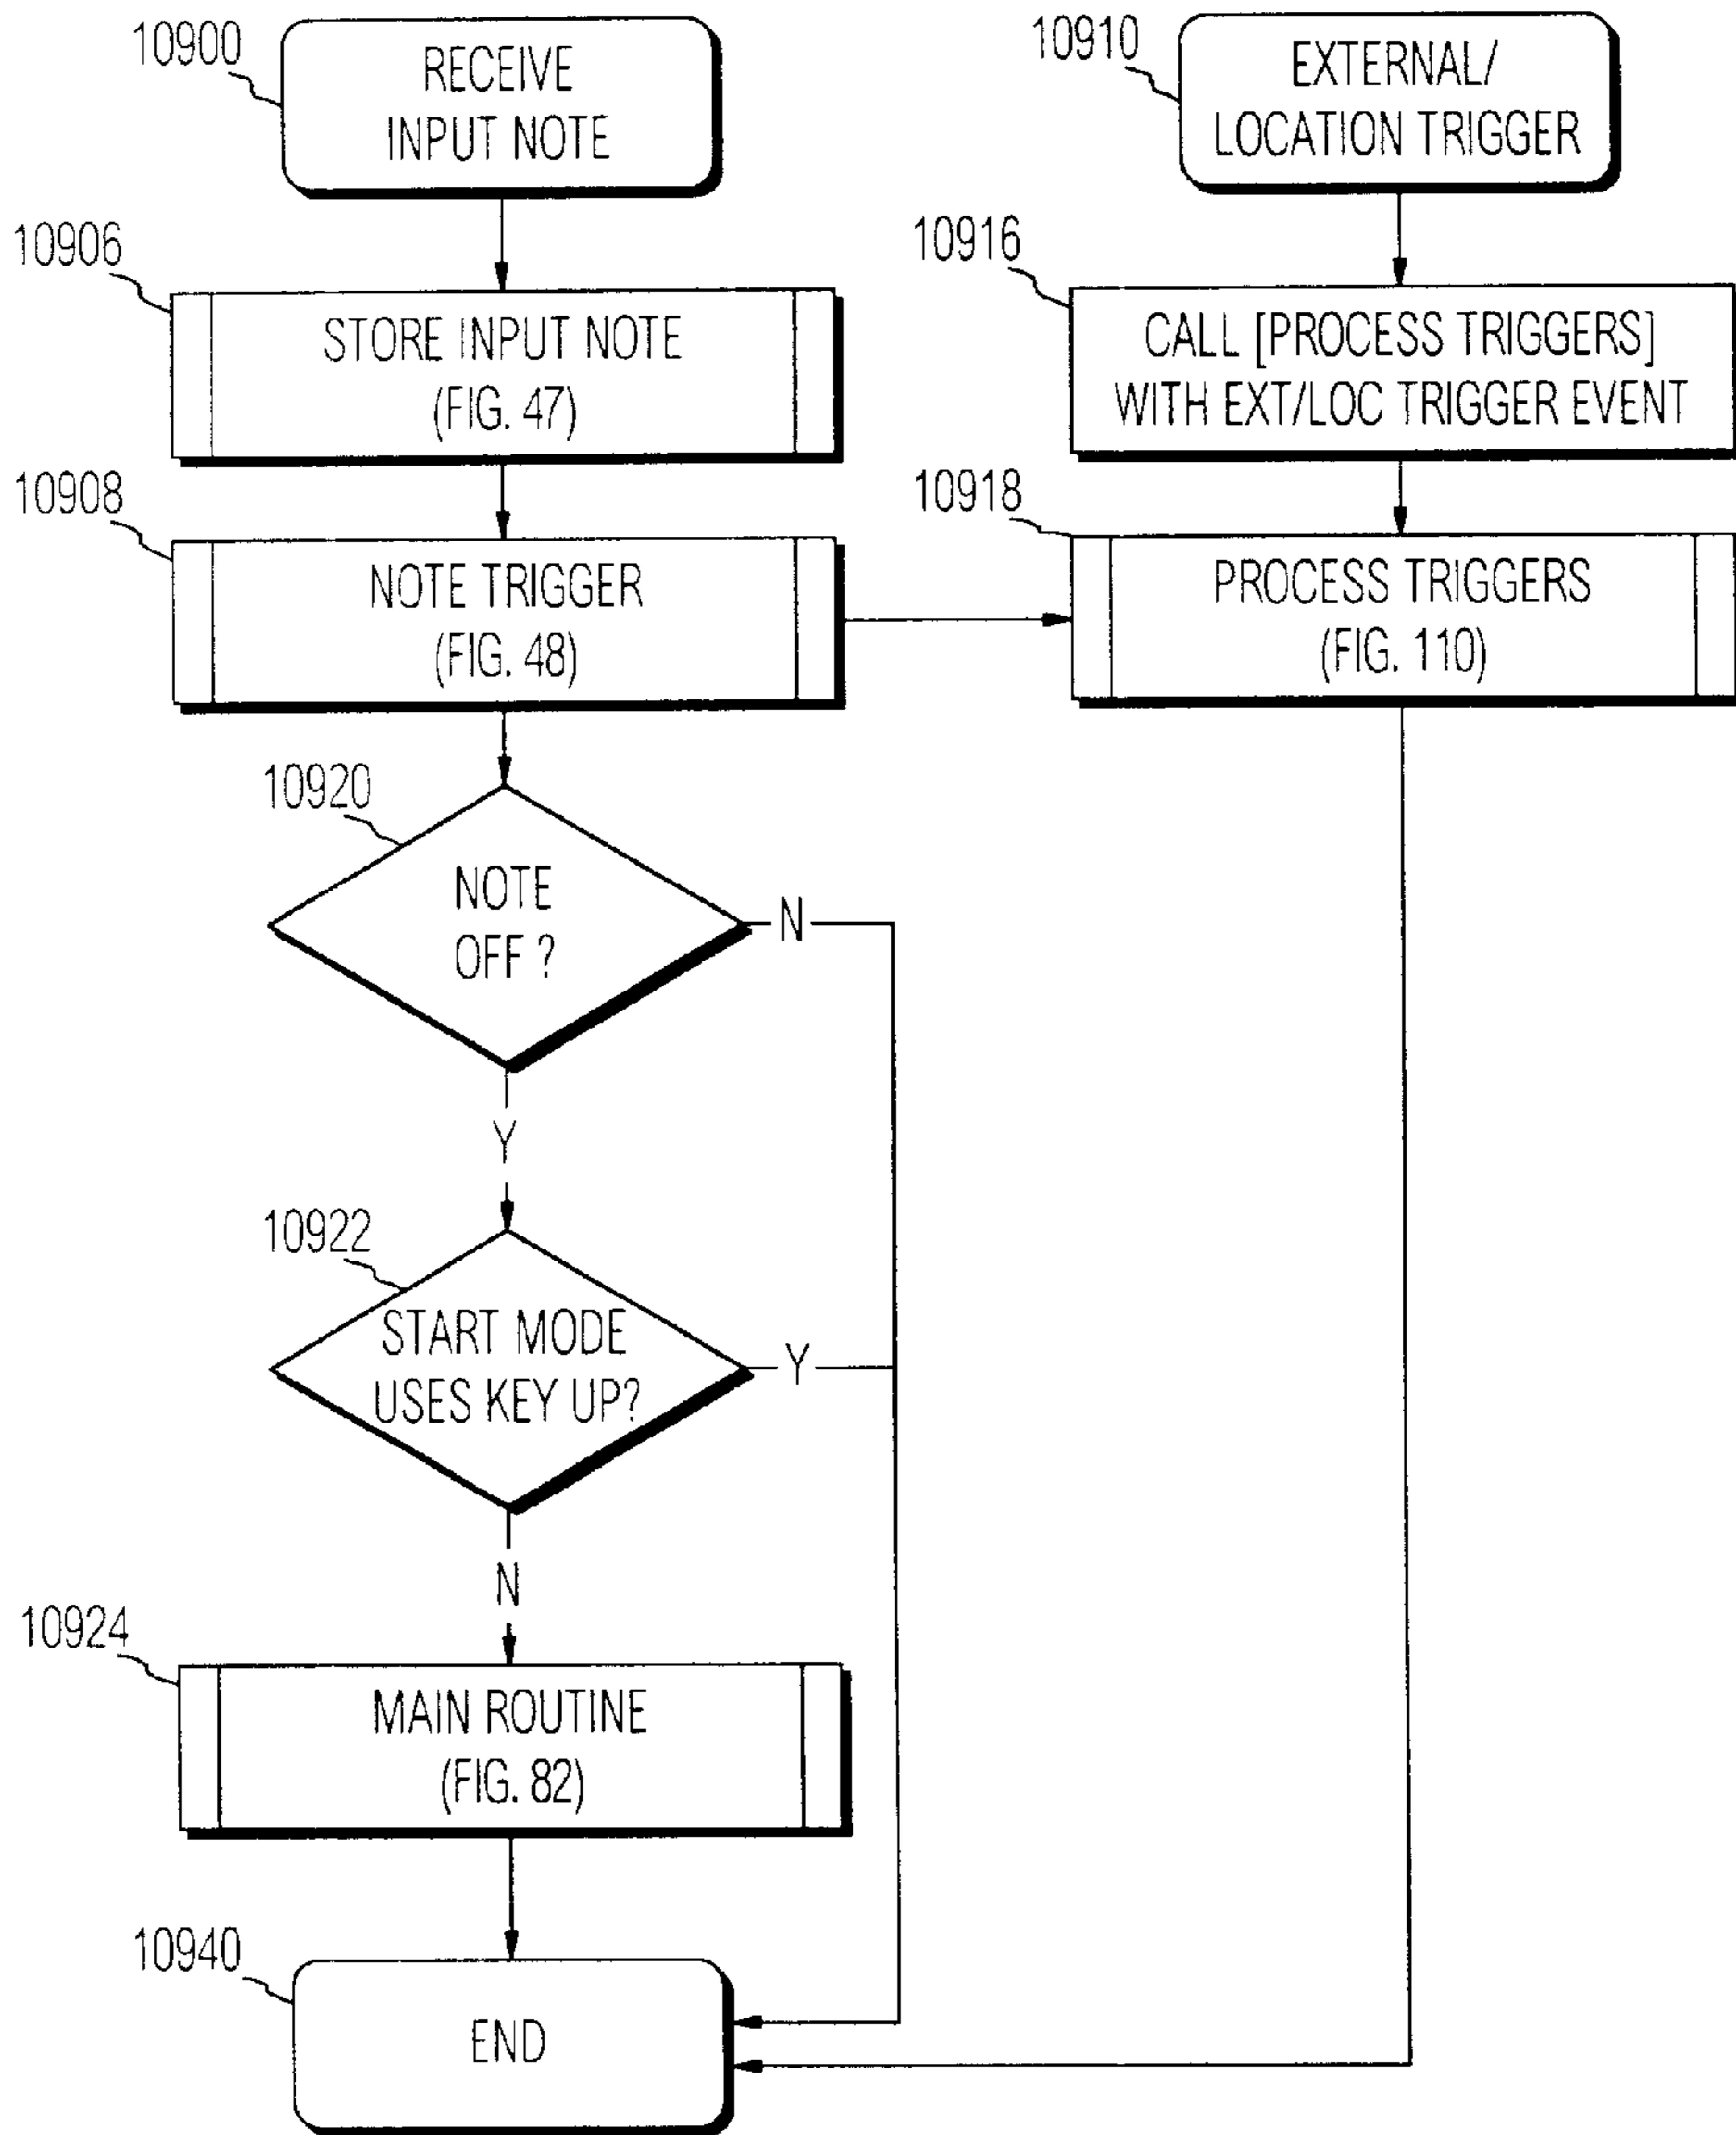 10900
RECEIVE
INPUT NOTE
10910
EXTERNAL/
LOCATION TRIGGER
10906
STORE INPUT NOTE
(FIG. 47)
10916
CALL [PROCESS TRIGGERS]
WITH EXT/LOC TRIGGER EVENT
10908
NOTE TRIGGER
(FIG. 48)
10918
PROCESS TRIGGERS
(FIG. 110)
10920
NOTE
OFF ?
N
Y
10922
START MODE
USES KEY UP?
Y
N
10924
MAIN ROUTINE
(FIG. 82)
10940
END